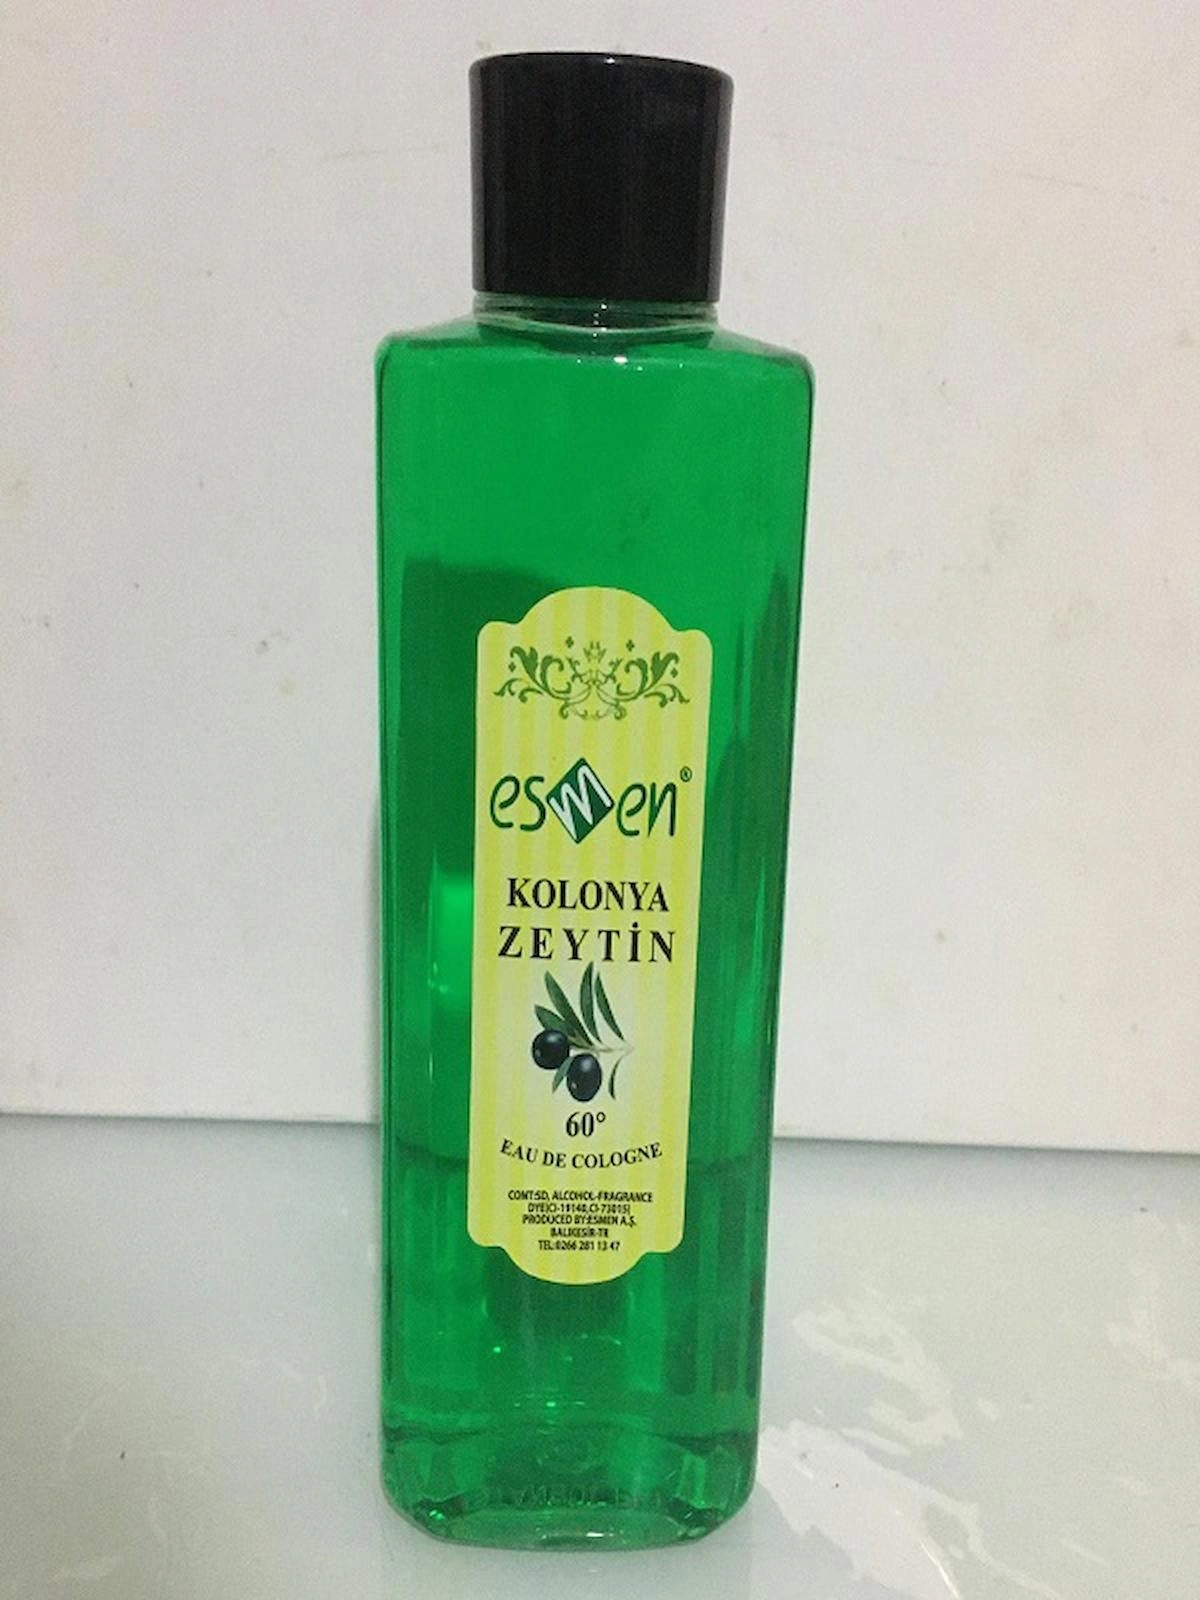 esmen®
KOLONYA
ZEYTİN
60°
EAU DE COLOGNE
CONT:SD, ALCOHOL-FRAGRANCE
DYE(CI-19140,CI-73015)
PRODUCED BY:ESMEN A.Ş.
BALIKESİR-TR
TEL:0266 281 13 47